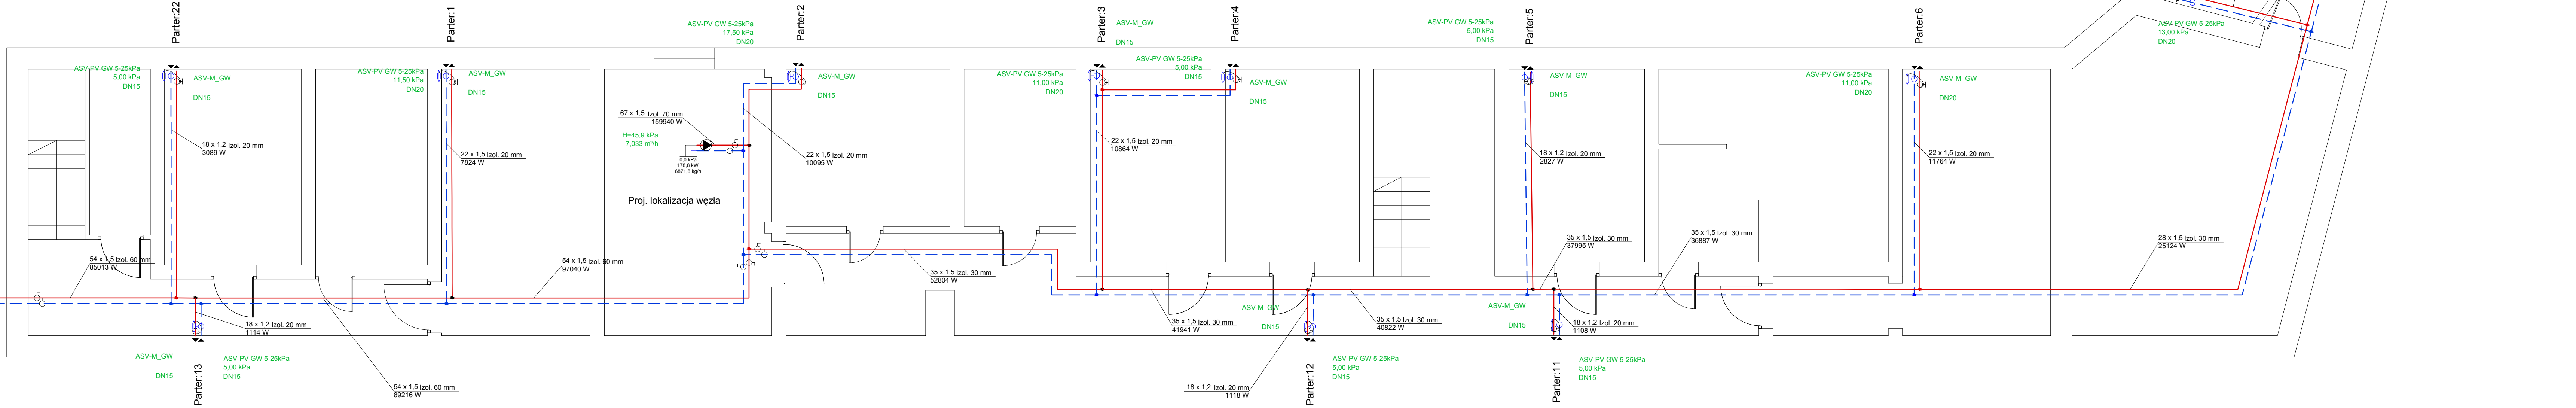 Parter:22
Parter:1
Parter:2
Parter:3
Parter:4
Parter:5
Parter:6
ASV-PV GW 5-25kPa
5,00 kPa
DN15
ASV-M_GW
DN15
ASV-PV GW 5-25kPa
11,50 kPa
DN20
ASV-M_GW
DN15
ASV-PV GW 5-25kPa
17,50 kPa
DN20
ASV-M_GW
DN15
ASV-PV GW 5-25kPa
11,00 kPa
DN20
ASV-M_GW
DN15
ASV-PV GW 5-25kPa
5,00 kPa
DN15
ASV-M_GW
DN15
ASV-PV GW 5-25kPa
5,00 kPa
DN15
ASV-M_GW
DN15
ASV-PV GW 5-25kPa
11,00 kPa
DN20
ASV-M_GW
DN20
ASV-PV GW 5-25kPa
13,00 kPa
DN20
18 x 1,2 Izol. 20 mm
3089 W
22 x 1,5 Izol. 20 mm
7824 W
67 x 1,5 Izol. 70 mm
159940 W
H=45,9 kPa
7,033 m³/h
0,0 kPa
178,8 kW
6871,8 kg/h
22 x 1,5 Izol. 20 mm
10095 W
22 x 1,5 Izol. 20 mm
10864 W
18 x 1,2 Izol. 20 mm
2827 W
22 x 1,5 Izol. 20 mm
11764 W
Proj. lokalizacja węzła
54 x 1,5 Izol. 60 mm
85013 W
54 x 1,5 Izol. 60 mm
97040 W
35 x 1,5 Izol. 30 mm
52804 W
35 x 1,5 Izol. 30 mm
37995 W
35 x 1,5 Izol. 30 mm
36887 W
28 x 1,5 Izol. 30 mm
25124 W
18 x 1,2 Izol. 20 mm
1114 W
35 x 1,5 Izol. 30 mm
41941 W
ASV-M_GW
DN15
35 x 1,5 Izol. 30 mm
40822 W
ASV-M_GW
DN15
18 x 1,2 Izol. 20 mm
1108 W
ASV-M_GW
DN15
ASV-PV GW 5-25kPa
5,00 kPa
DN15
ASV-PV GW 5-25kPa
5,00 kPa
DN15
ASV-PV GW 5-25kPa
5,00 kPa
DN15
54 x 1,5 Izol. 60 mm
89216 W
18 x 1,2 Izol. 20 mm
1118 W
Parter:13
Parter:12
Parter:11